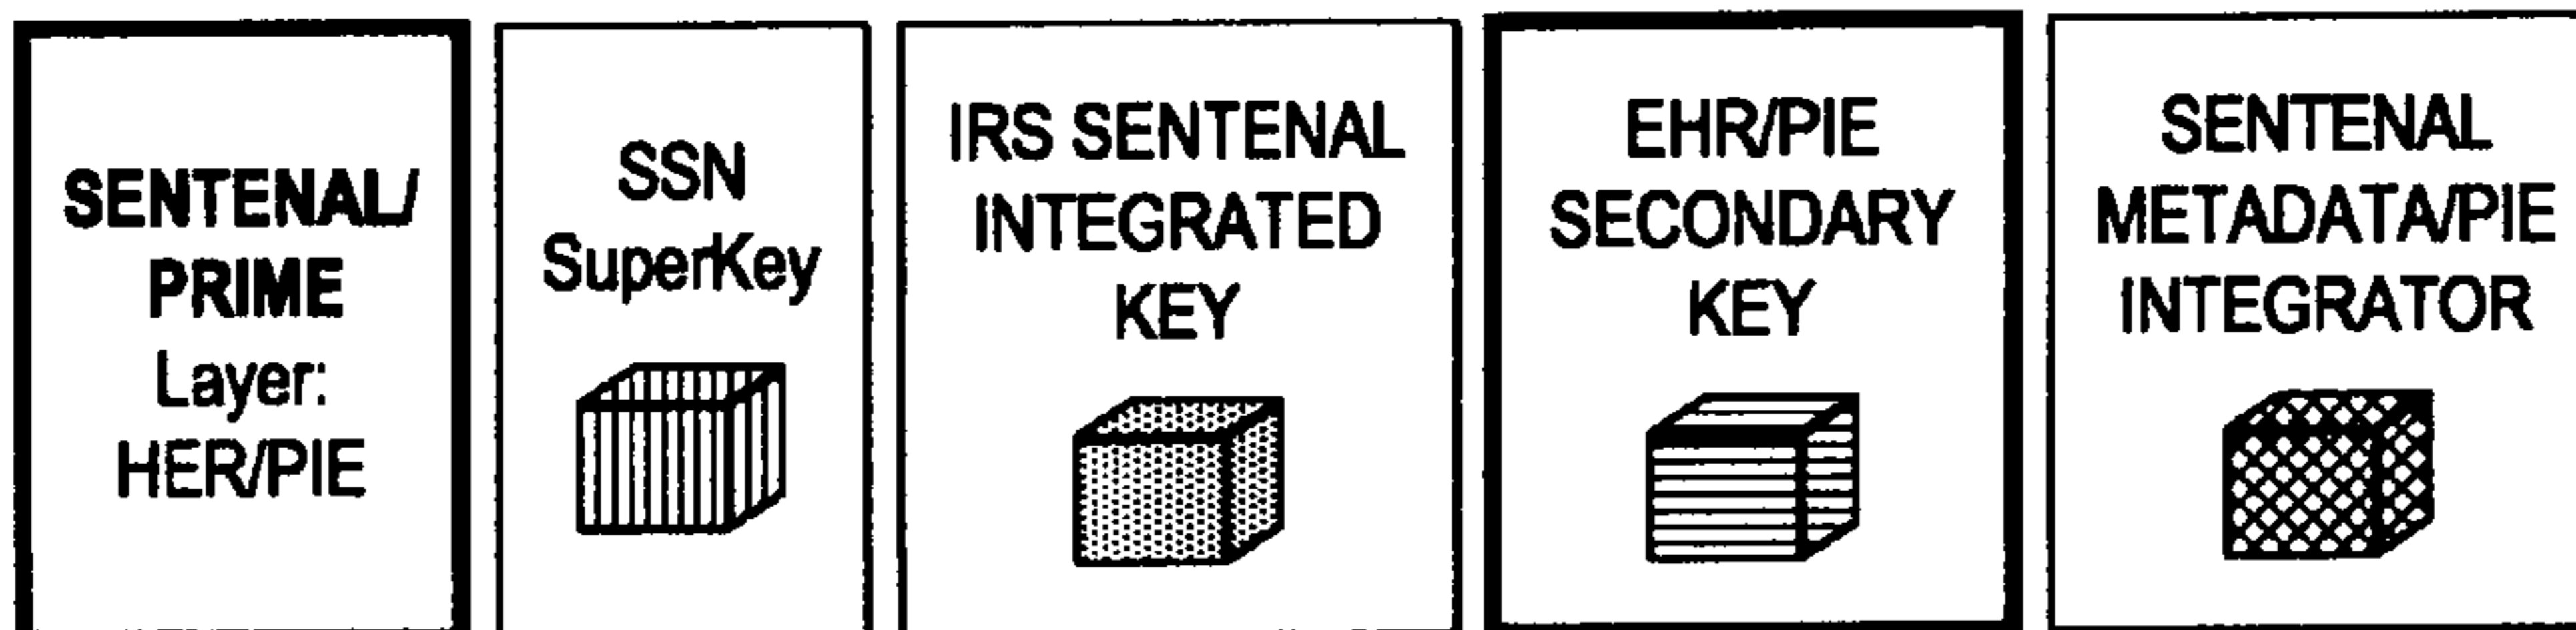 SENTENAL/
PRIME
Layer:
HER/PIE
SSN
SuperKey
IRS SENTENAL
INTEGRATED
KEY
EHR/PIE
SECONDARY
KEY
SENTENAL
METADATA/PIE
INTEGRATOR